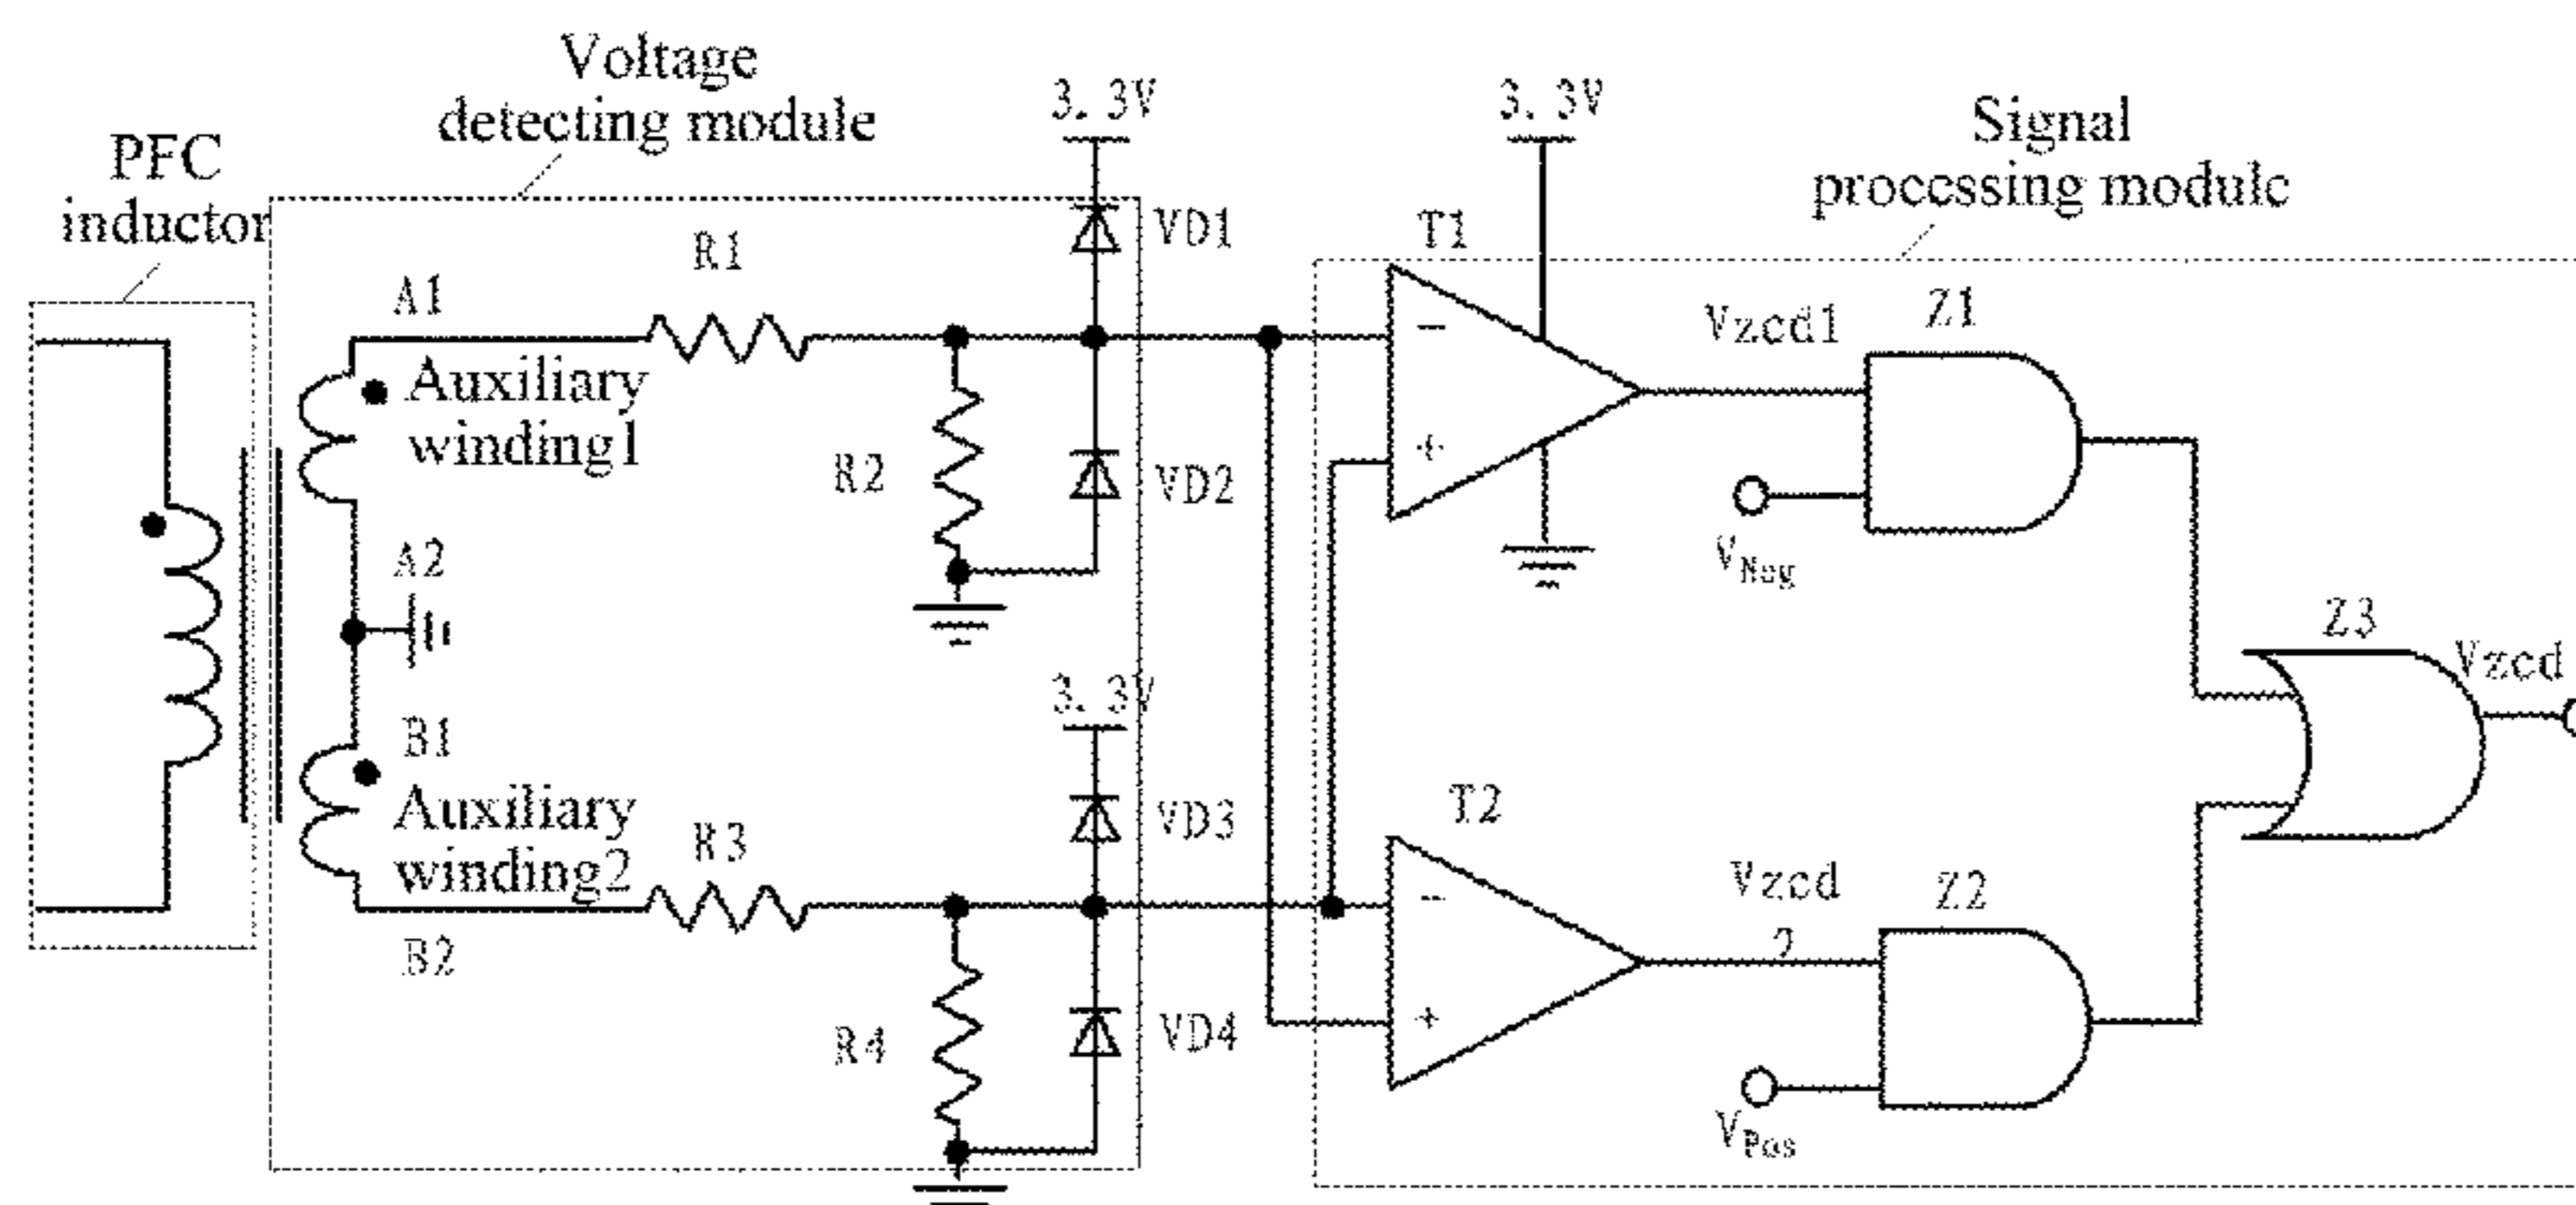 Voltage
detecting module
PFC
inductor
3. 3V
3. 3V
Signal
processing module
A1
R1
VD1
T1
Auxiliary
winding1
−
Vzcd1
Z1
R2
VD2
+
V_Neg
A2
Z3
Vzcd
3. 3V
B1
Auxiliary
winding2
R3
VD3
T2
B2
−
Vzcd
2
Z2
R4
VD4
+
V_Pos